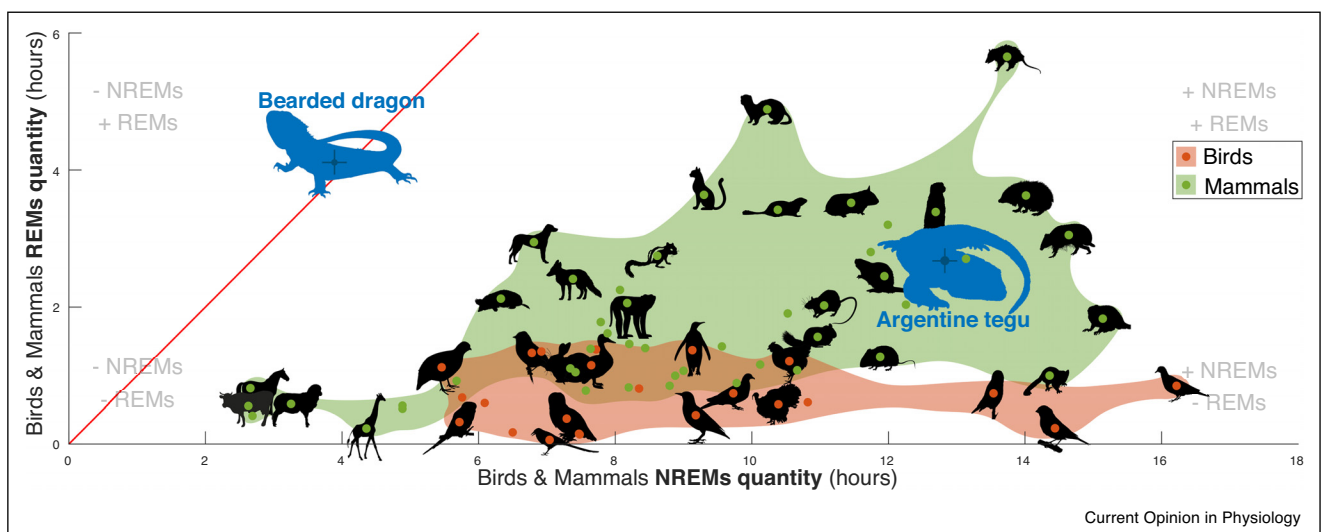 Birds & Mammals REMs quantity (hours)
6
4
2
0
- NREMs
+ REMs
Bearded dragon
+ NREMs
+ REMs
Birds
Mammals
Argentine tegu
- NREMs
- REMs
+ NREMs
- REMs
0 2 4 6 8 10 12 14 16 18
Birds & Mammals NREMs quantity (hours)
Current Opinion in Physiology